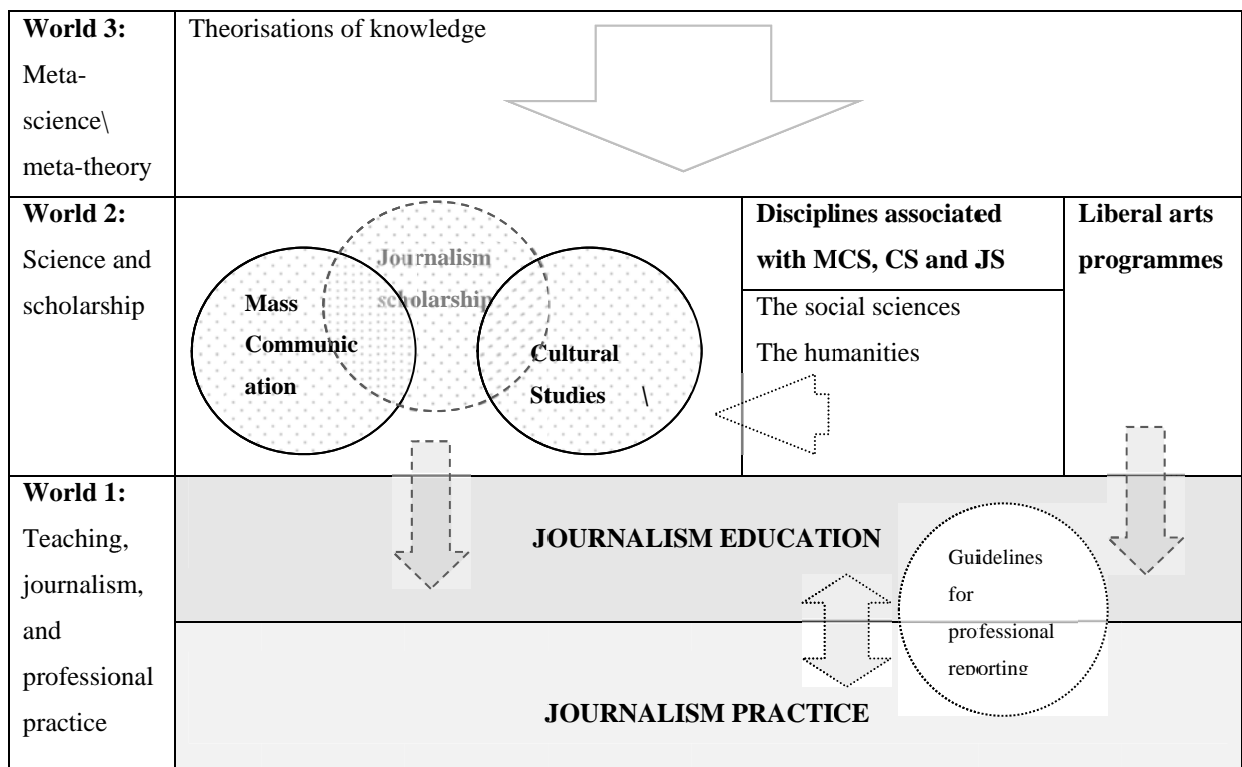 World 3:
Meta-
science\
meta-theory
Theorisations of knowledge
World 2:
Science and
scholarship
Journalism
scholarship
Mass
Communic
ation
Cultural
Studies \
Disciplines associated
with MCS, CS and JS
The social sciences
The humanities
Liberal arts
programmes
World 1:
Teaching,
journalism,
and
professional
practice
JOURNALISM EDUCATION
Guidelines
for
professional
reporting
JOURNALISM PRACTICE